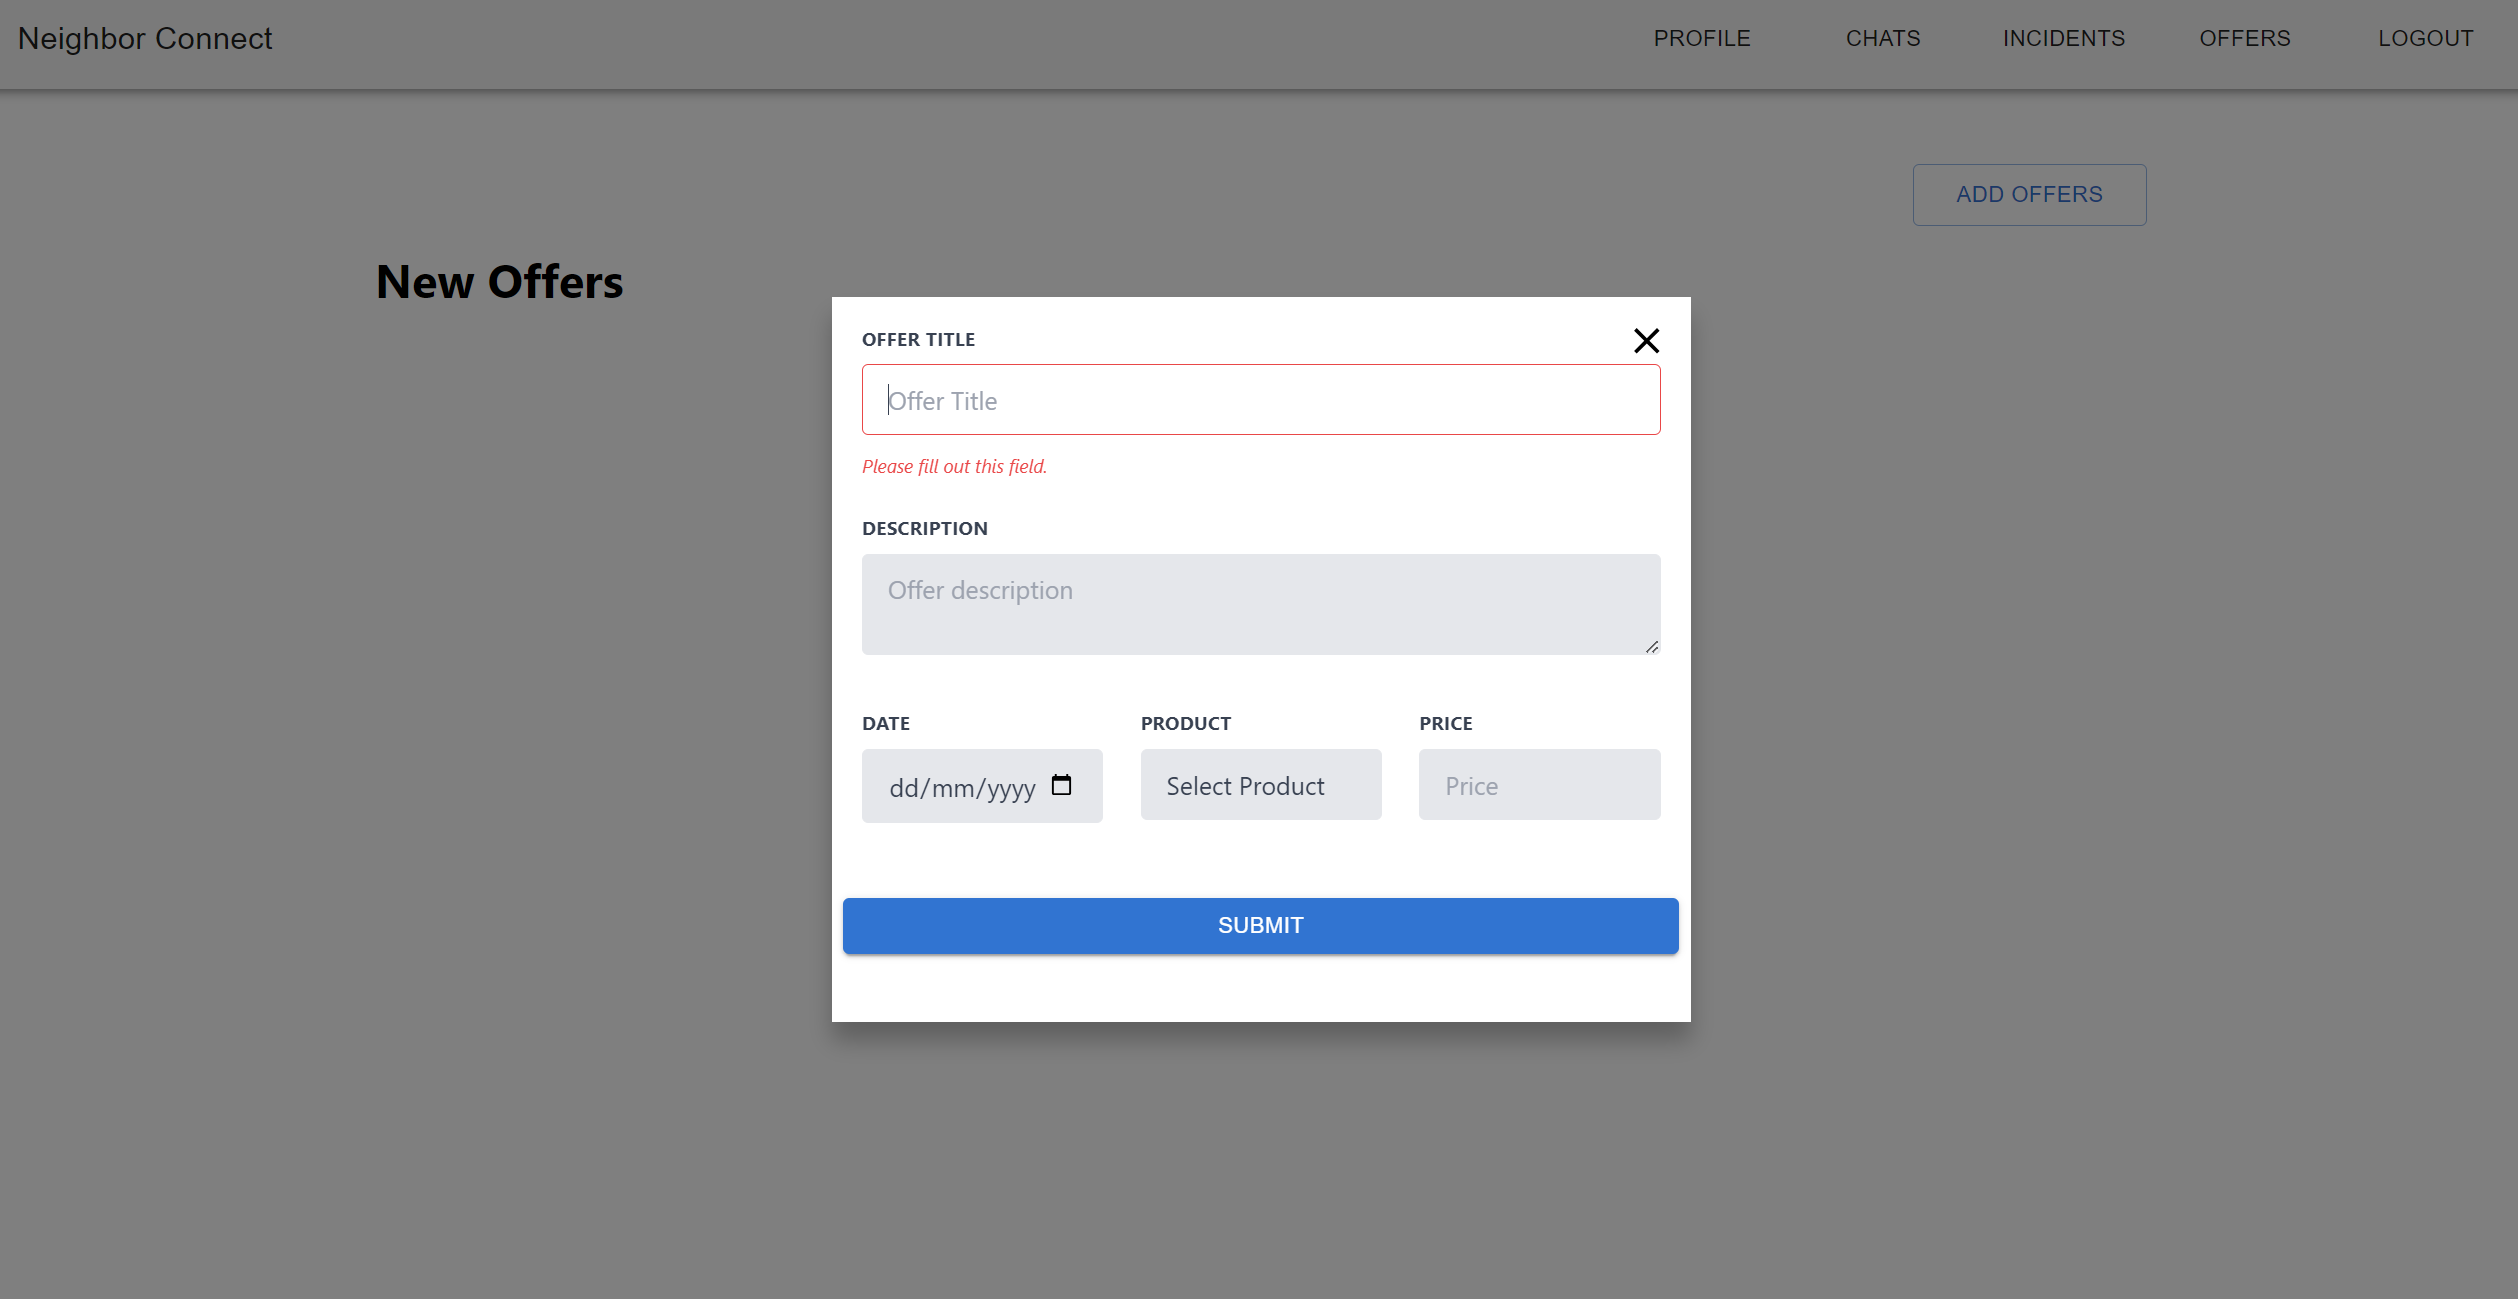 Neighbor Connect
PROFILE CHATS INCIDENTS OFFERS LOGOUT
ADD OFFERS
New Offers
OFFER TITLE
Offer Title
Please fill out this field.
DESCRIPTION
Offer description
DATE PRODUCT PRICE
dd/mm/yyyy Select Product Price
SUBMIT